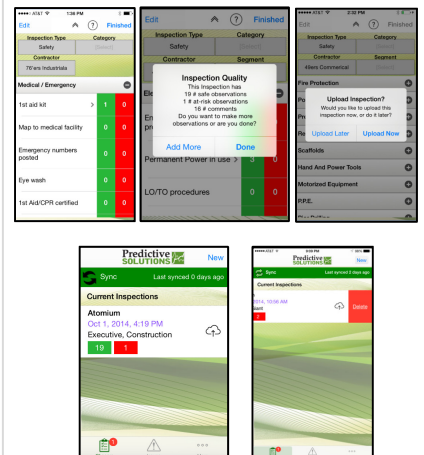 AT&T 1:36 PM
Edit ? Finished
Inspection Type Category
Safety
Contractor
76'ers Industrials
Medical / Emergency
1st aid kit > 1 0
Map to medical facility 0 0
Emergency numbers
posted 0 0
Eye wash 0 0
1st Aid/CPR certified 0 0
Edit ? Finished
Inspection Type Category
Safety
Contractor Segment
Inspection Quality
This Inspection has
19 # safe observations
1 # at-risk observations
16 # comments
Do you want to make more
observations or are you done?
Add More Done
Permanent Power in use > 3 0
LO/TO procedures 0 0
AT&T 2:10 PM
Edit ? Finished
Inspection Type Category
Safety
Contractor Segment
49ers Commerical
Fire Protection
Upload Inspection?
Would you like to upload this
inspection now, or do it later?
Upload Later Upload Now
Scaffolds
Hand And Power Tools
Motorized Equipment
P.P.E.
Predictive
SOLUTIONS New
Sync Last synced 0 days ago
Current Inspections
Atomium
Oct 1, 2014, 4:19 PM
Executive, Construction
19 1
1
Predictive
SOLUTIONS New
Sync Last synced 0 days ago
Current Inspections
2014, 10:56 AM
Delete